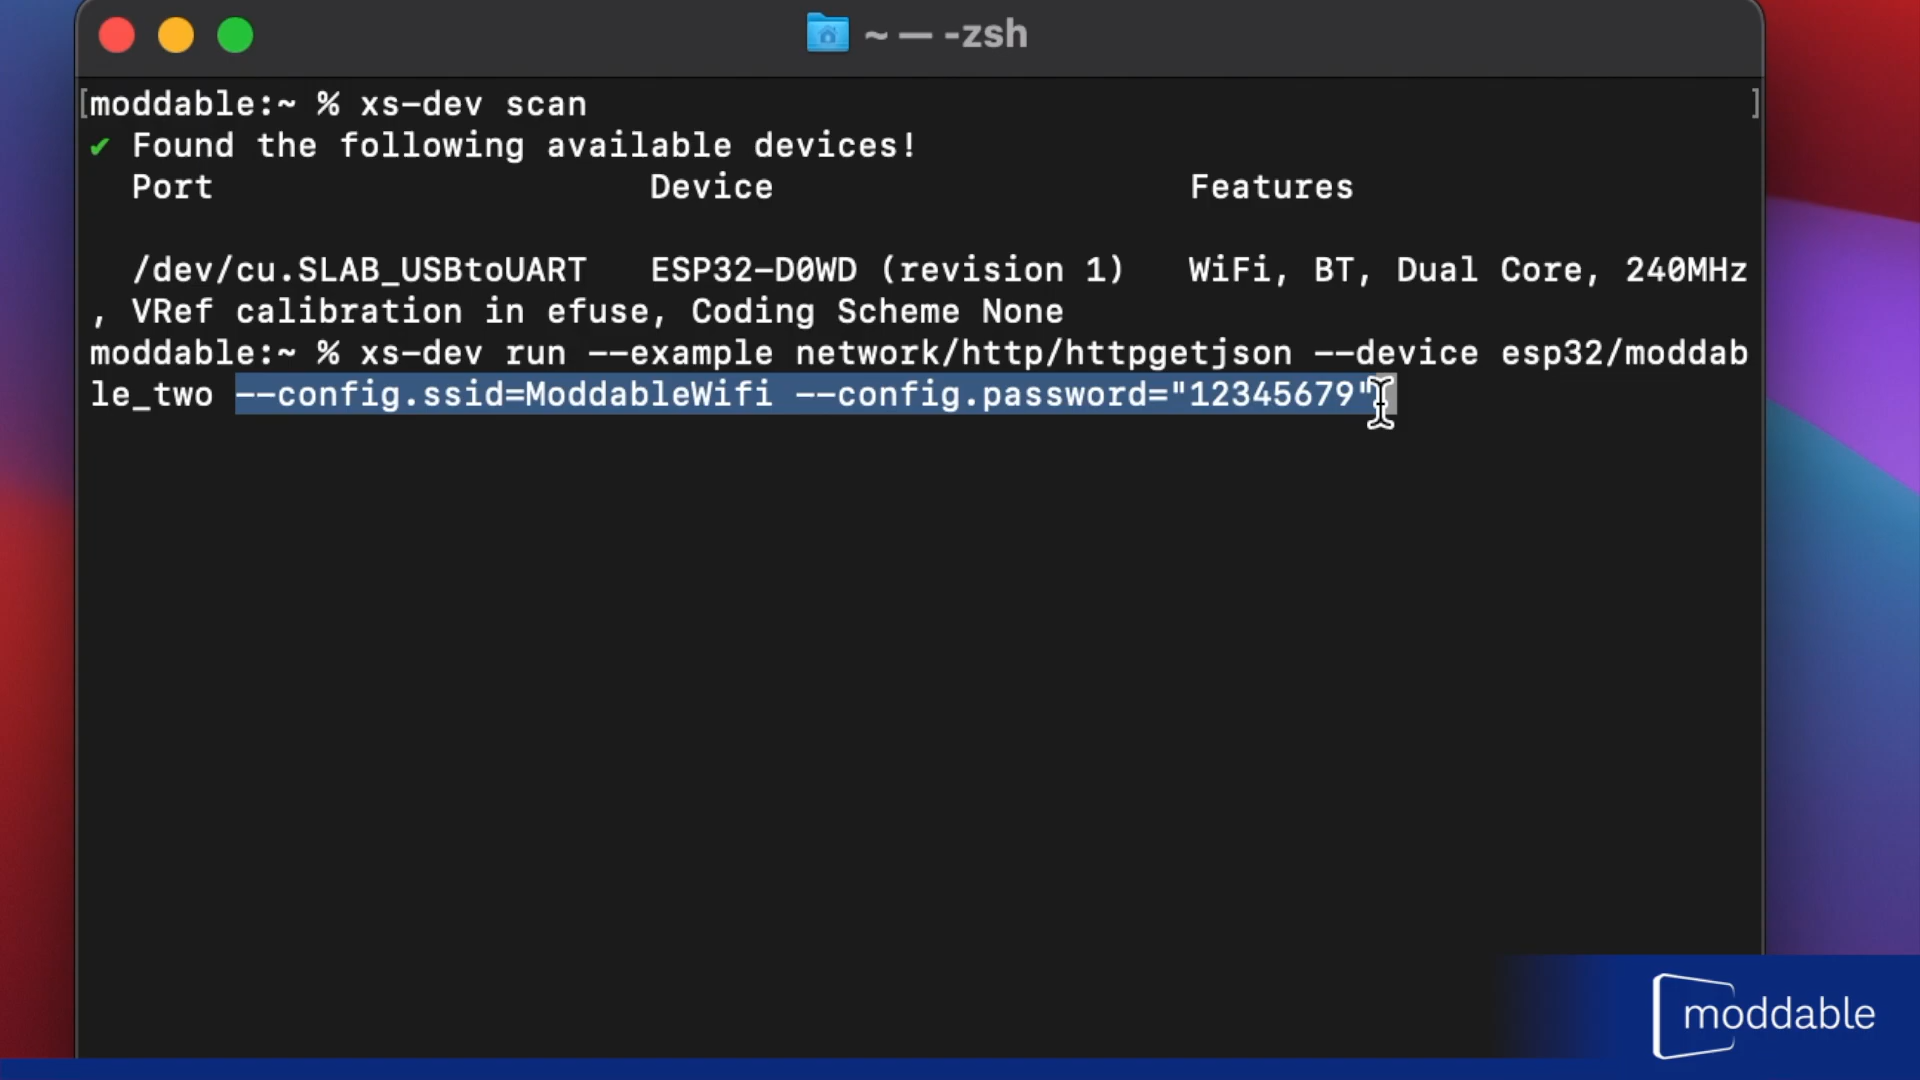 ~ — -zsh
[moddable:~ % xs-dev scan ]
✔ Found the following available devices!
Port Device Features
/dev/cu.SLAB_USBtoUART ESP32-D0WD (revision 1) WiFi, BT, Dual Core, 240MHz
, VRef calibration in efuse, Coding Scheme None
moddable:~ % xs-dev run --example network/http/httpgetjson --device esp32/moddab
le_two --config.ssid=ModdableWifi --config.password="12345679"
moddable